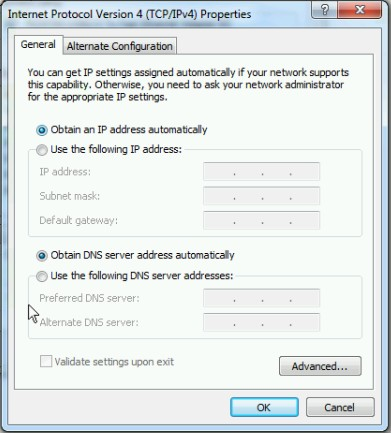 Internet Protocol Version 4 (TCP/IPv4) Properties
General
Alternate Configuration
You can get IP settings assigned automatically if your network supports
this capability. Otherwise, you need to ask your network administrator
for the appropriate IP settings.
Obtain an IP address automatically
Use the following IP address:
IP address:
Subnet mask:
Default gateway:
Obtain DNS server address automatically
Use the following DNS server addresses:
Preferred DNS server:
Alternate DNS server:
Validate settings upon exit
Advanced...
OK
Cancel